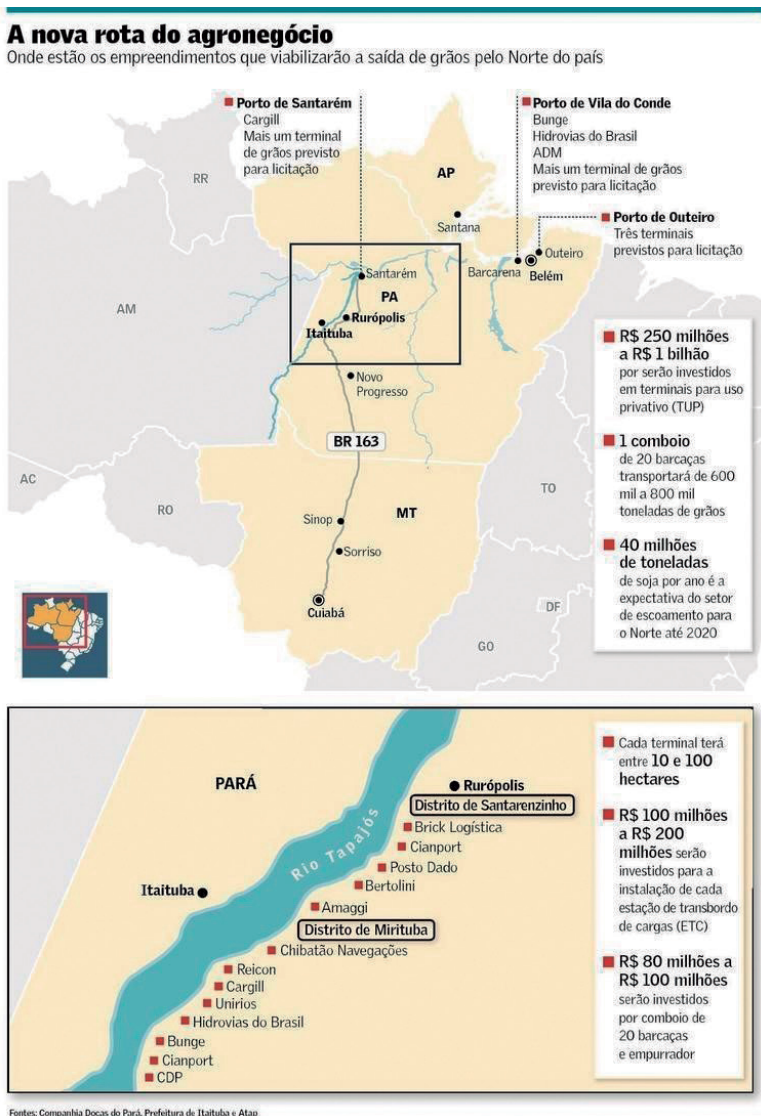 A nova rota do agronegócio
Onde estão os empreendimentos que viabilizarão a saída de grãos pelo Norte do país
Porto de Santarém
Cargill
Mais um terminal
de grãos previsto
para licitação
Porto de Vila do Conde
Bunge
Hidrovias do Brasil
ADM
Mais um terminal de grãos
previsto para licitação
Porto de Outeiro
Três terminais
previstos para licitação
RR
AP
Santana
Outeiro
Barcarena
Belém
Santarém
PA
AM
Rurópolis
Itaituba
Novo
Progresso
BR 163
AC
RO
MT
TO
Sinop
Sorriso
Cuiabá
DF
GO
R$ 250 milhões
a R$ 1 bilhão
por serão investidos
em terminais para uso
privativo (TUP)
1 comboio
de 20 barcaças
transportará de 600
mil a 800 mil
toneladas de grãos
40 milhões
de toneladas
de soja por ano é a
expectativa do setor
de escoamento para
o Norte até 2020
PARÁ
Rio Tapajós
Rurópolis
Distrito de Santarenzinho
Brick Logística
Cianport
Posto Dado
Bertolini
Itaituba
Amaggi
Distrito de Mirituba
Chibatão Navegações
Reicon
Cargill
Unirios
Hidrovias do Brasil
Bunge
Cianport
CDP
Cada terminal terá
entre 10 e 100
hectares
R$ 100 milhões
a R$ 200
milhões serão
investidos para a
instalação de cada
estação de transbordo
de cargas (ETC)
R$ 80 milhões a
R$ 100 milhões
serão investidos
por comboio de
20 barcaças
e empurrador
Fontes: Companhia Docas do Pará, Prefeitura de Itaituba e Atap